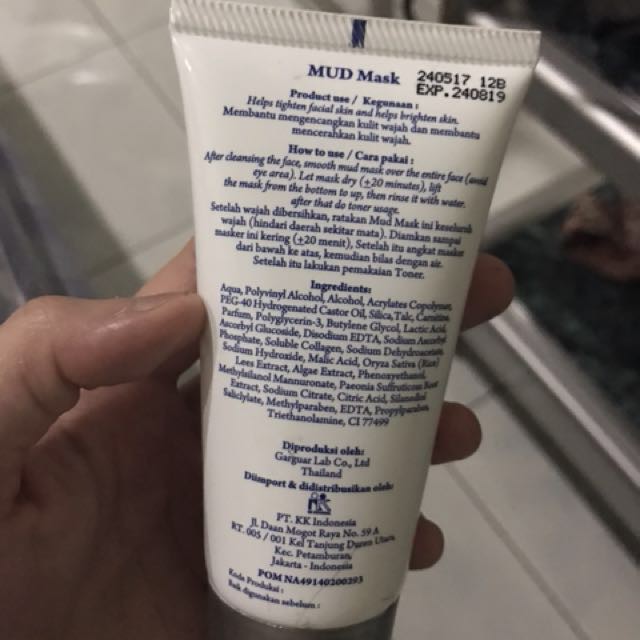 MUD Mask 240517 12B
EXP.240819
Product use / Kegunaan :
Helps tighten facial skin and helps brighten skin.
Membantu mengencangkan kulit wajah dan membantu
mencerahkan kulit wajah.
How to use / Cara pakai :
After cleansing the face, smooth mud mask over the entire face (avoid
eye area). Let mask dry (±20 minutes), lift
the mask from the bottom to up, then rinse it with water.
after that do toner usage.
Setelah wajah dibersihkan, ratakan Mud Mask ini keseluruh
wajah (hindari daerah sekitar mata). Diamkan sampai
masker ini kering (±20 menit), Setelah itu angkat masker
dari bawah ke atas, kemudian bilas dengan air.
Setelah itu lakukan pemakaian Toner.
Ingredients:
Aqua, Polyvinyl Alcohol, Alcohol, Acrylates Copolymer,
PEG-40 Hydrogenated Castor Oil, Silica, Talc, Carnitine,
Parfum, Polyglycerin-3, Butylene Glycol, Lactic Acid,
Ascorbyl Glucoside, Disodium EDTA, Sodium Ascorbyl
Phosphate, Soluble Collagen, Sodium Dehydroacetate,
Sodium Hydroxide, Malic Acid, Oryza Sativa (Rice)
Lees Extract, Algae Extract, Phenoxyethanol,
Methylsilanol Mannuronate, Paeonia Suffruticosa Root
Extract, Sodium Citrate, Citric Acid, Silanediol
Saliclylate, Methylparaben, EDTA, Propylparaben,
Triethanolamine, CI 77499
Diproduksi oleh:
Garguar Lab Co., Ltd
Thailand
Diimport & didistribusikan oleh:
PT. KK Indonesia
Jl. Daan Mogot Raya No. 59 A
RT. 005 / 001 Kel Tanjung Duren Utara,
Kec. Petamburan,
Jakarta - Indonesia
POM NA49140200393
Kode Produksi :
Baik digunakan sebelum :